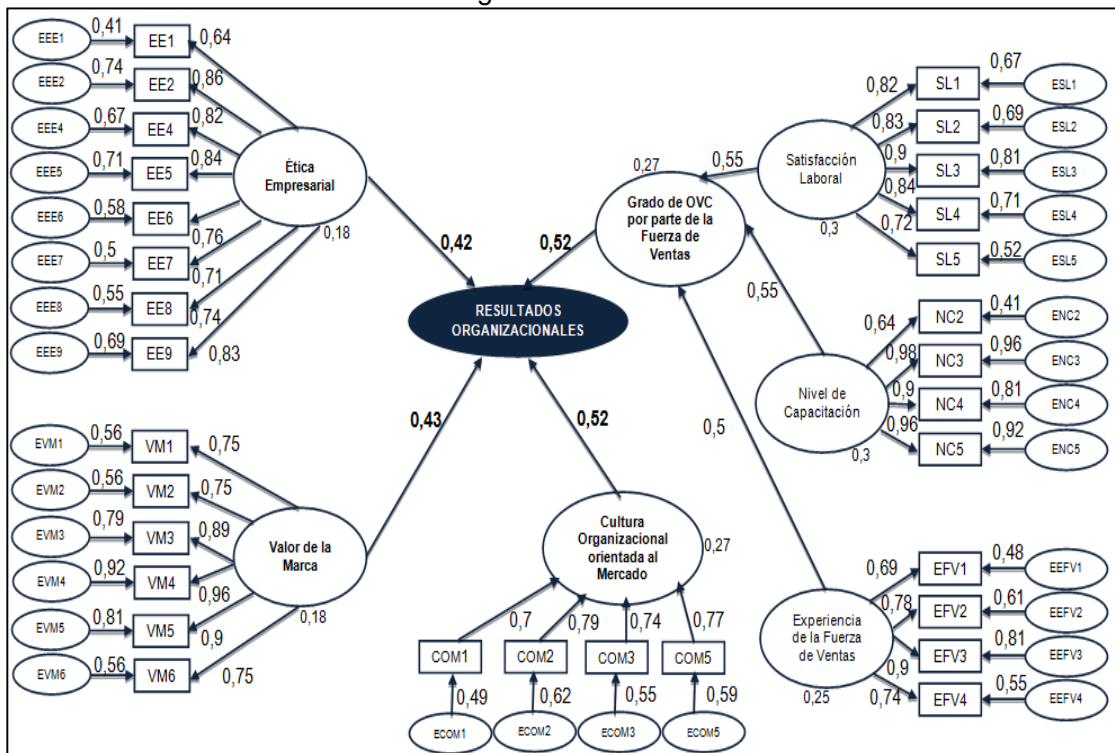 EEE1
0,41
EE1
0,64
EEE2
0,74
EE2
0,86
EEE4
0,67
EE4
0,82
EEE5
0,71
EE5
0,84
EEE6
0,58
EE6
0,76
EEE7
0,5
EE7
0,71
EEE8
0,55
EE8
0,74
EEE9
0,69
EE9
0,83
Ética
Empresarial
0,18
0,42
EVM1
0,56
VM1
0,75
EVM2
0,56
VM2
0,75
EVM3
0,79
VM3
0,89
EVM4
0,92
VM4
0,96
EVM5
0,81
VM5
0,9
EVM6
0,56
VM6
0,75
Valor de la
Marca
0,18
0,43
RESULTADOS
ORGANIZACIONALES
0,52
0,52
Cultura
Organizacional
orientada al
Mercado
0,27
0,7
0,79
0,74
0,77
COM1
COM2
COM3
COM5
0,49
0,62
0,55
0,59
ECOM1
ECOM2
ECOM3
ECOM5
0,27
Grado de OVC
por parte de la
Fuerza de
Ventas
0,55
0,55
0,5
Satisfacción
Laboral
0,3
0,82
SL1
0,67
ESL1
0,83
SL2
0,69
ESL2
0,9
SL3
0,81
ESL3
0,84
SL4
0,71
ESL4
0,72
SL5
0,52
ESL5
Nivel de
Capacitación
0,3
0,64
NC2
0,41
ENC2
0,98
NC3
0,96
ENC3
0,9
NC4
0,81
ENC4
0,96
NC5
0,92
ENC5
Experiencia
de la Fuerza
de Ventas
0,25
0,69
EFV1
0,48
EEFV1
0,78
EFV2
0,61
EEFV2
0,9
EFV3
0,81
EEFV3
0,74
EFV4
0,55
EEFV4